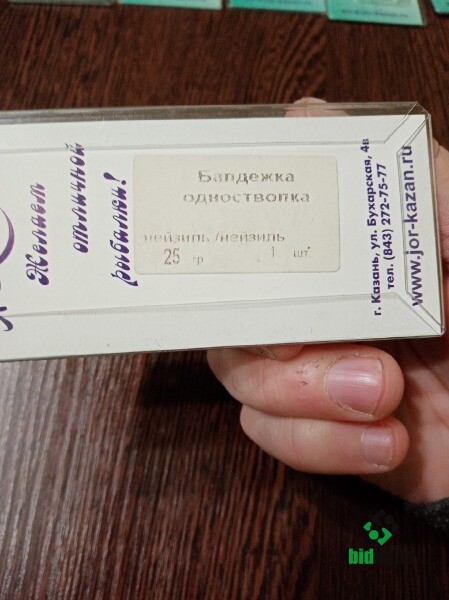 Желаем
отличной
рыбалки!
Балдежка
одностволка
нейзиль/нейзиль
25 гр 1 шт.
г. Казань, ул. Бухарская, 4в
тел. (843) 272-75-77
www.jor-kazan.ru
bid